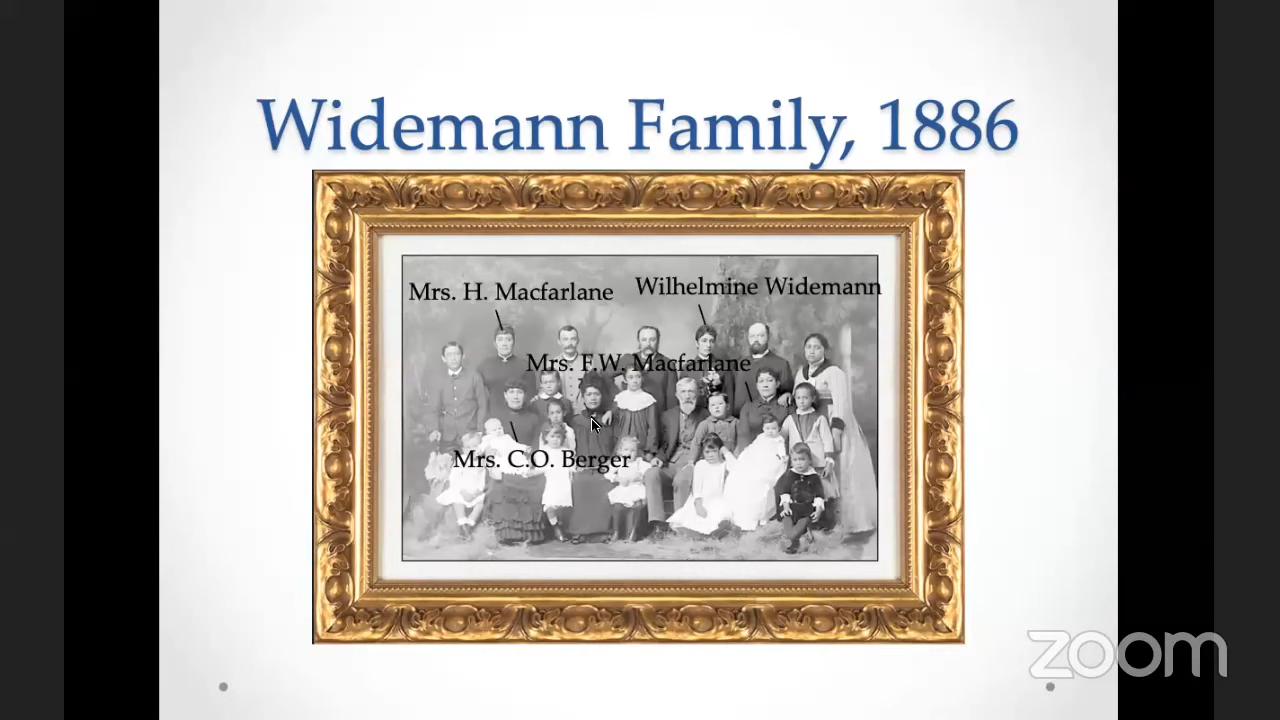 Widemann Family, 1886
Mrs. H. Macfarlane
Wilhelmine Widemann
Mrs. F.W. Macfarlane
Mrs. C.O. Berger
zoom